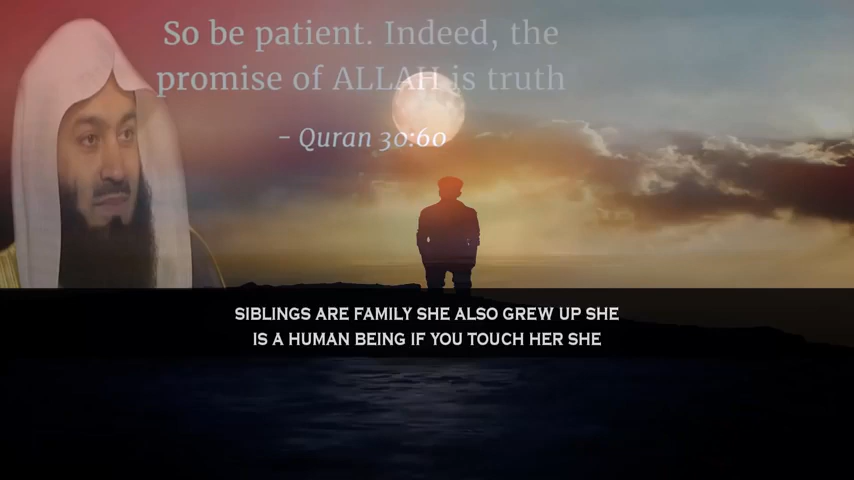 So be patient. Indeed, the
promise of ALLAH is truth
- Quran 30:60
SIBLINGS ARE FAMILY SHE ALSO GREW UP SHE
IS A HUMAN BEING IF YOU TOUCH HER SHE